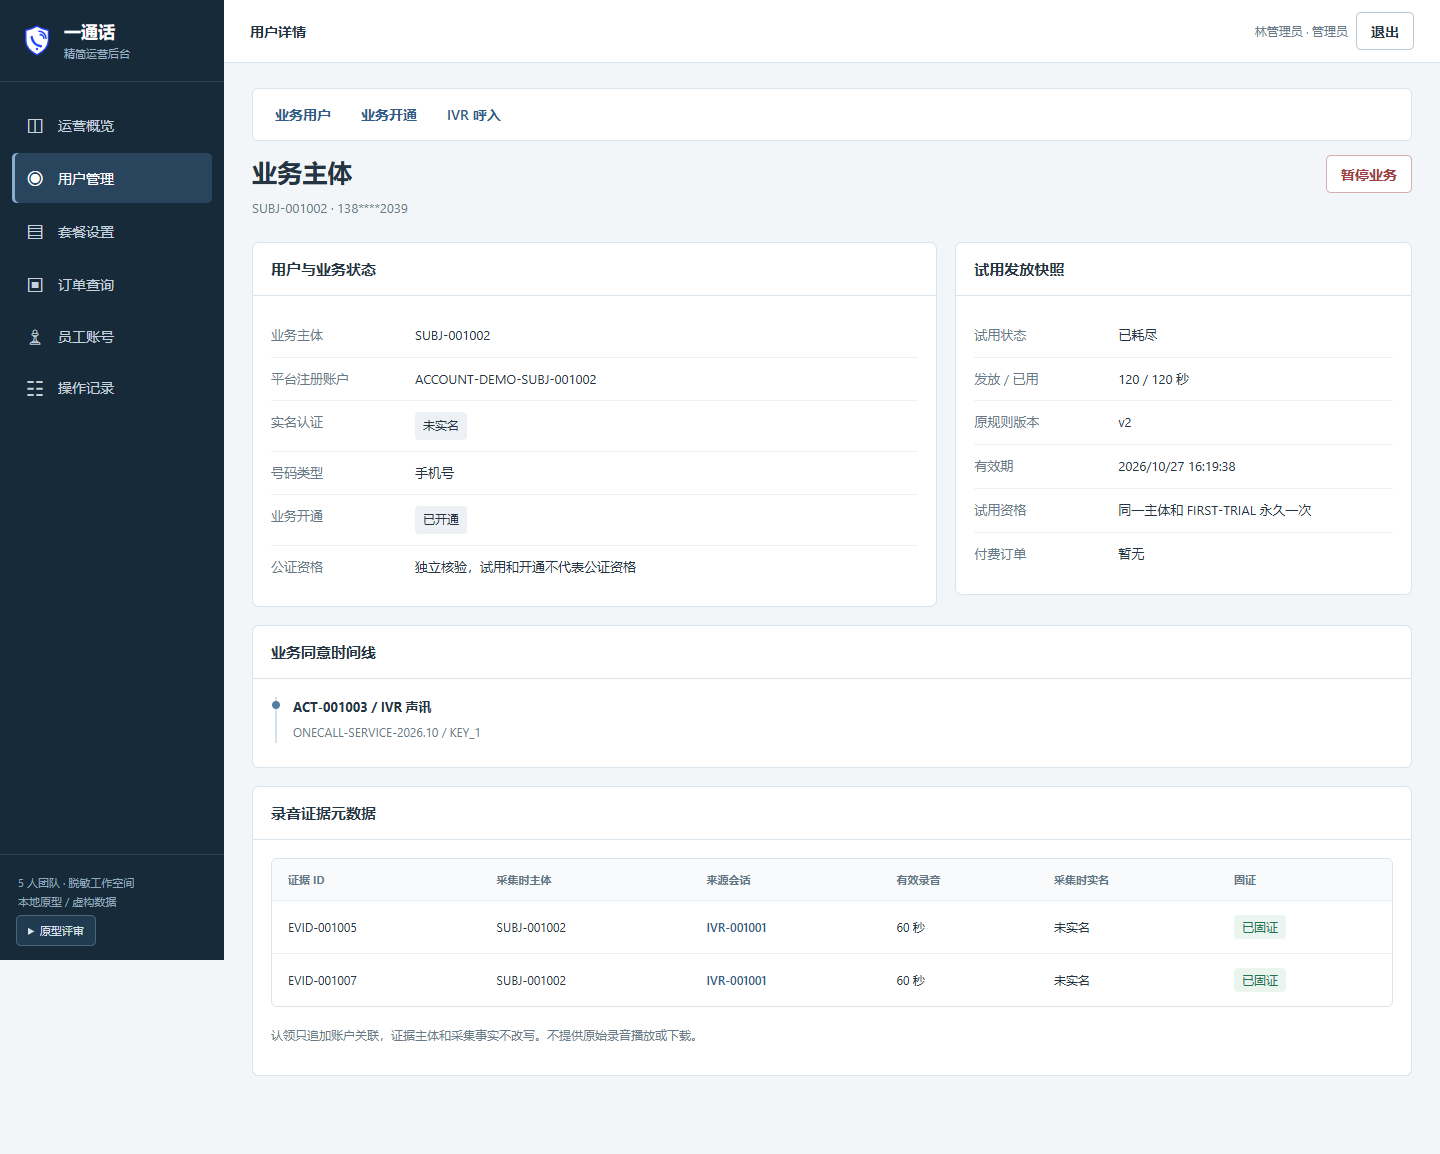 一通话
精简运营后台
用户详情
林管理员 · 管理员
退出
运营概览
用户管理
套餐设置
订单查询
员工账号
操作记录
5 人团队 · 脱敏工作空间
本地原型 / 虚构数据
原型评审
业务用户 业务开通 IVR 呼入
业务主体
暂停业务
SUBJ-001002 · 138****2039
用户与业务状态
业务主体 SUBJ-001002
平台注册账户 ACCOUNT-DEMO-SUBJ-001002
实名认证 未实名
号码类型 手机号
业务开通 已开通
公证资格 独立核验，试用和开通不代表公证资格
试用发放快照
试用状态 已耗尽
发放 / 已用 120 / 120 秒
原规则版本 v2
有效期 2026/10/27 16:19:38
试用资格 同一主体和 FIRST-TRIAL 永久一次
付费订单 暂无
业务同意时间线
ACT-001003 / IVR 声讯
ONECALL-SERVICE-2026.10 / KEY_1
录音证据元数据
证据 ID 采集时主体 来源会话 有效录音 采集时实名 固证
EVID-001005 SUBJ-001002 IVR-001001 60 秒 未实名 已固证
EVID-001007 SUBJ-001002 IVR-001001 60 秒 未实名 已固证
认领只追加账户关联，证据主体和采集事实不改写。不提供原始录音播放或下载。